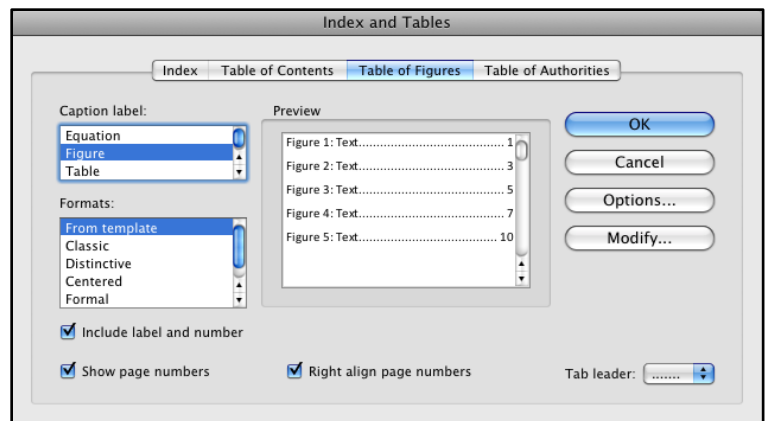 Index and Tables
Index Table of Contents Table of Figures Table of Authorities
Caption label:
Equation
Figure
Table
Formats:
From template
Classic
Distinctive
Centered
Formal
Preview
Figure 1: Text.................................................. 1
Figure 2: Text.................................................. 3
Figure 3: Text.................................................. 5
Figure 4: Text.................................................. 7
Figure 5: Text................................................ 10
OK
Cancel
Options...
Modify...
Include label and number
Show page numbers
Right align page numbers
Tab leader: .......